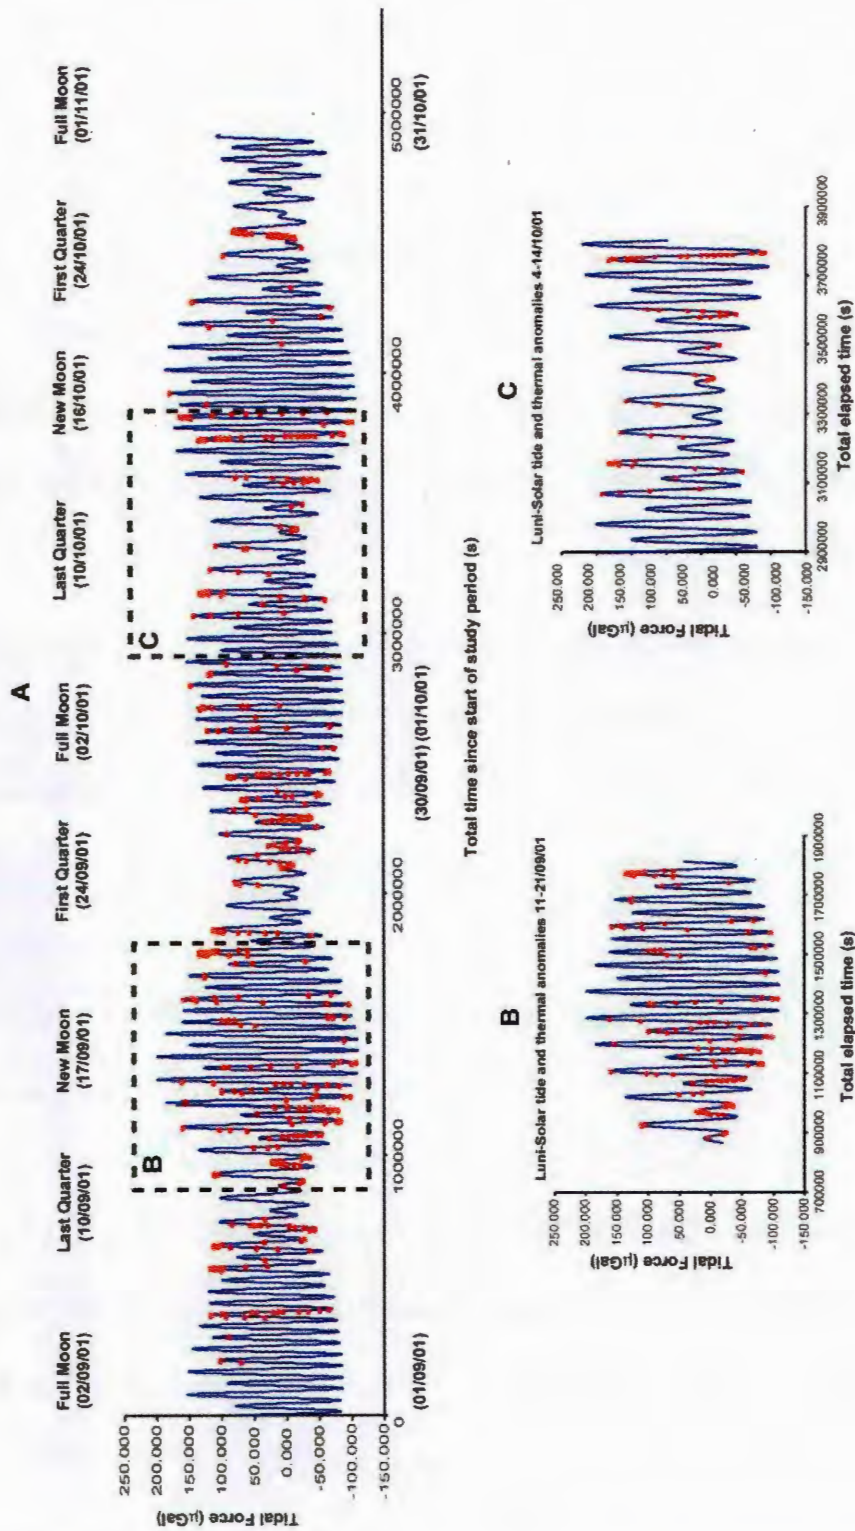 A
Full Moon
(02/09/01)
Last Quarter
(10/09/01)
New Moon
(17/09/01)
First Quarter
(24/09/01)
Full Moon
(02/10/01)
Last Quarter
(10/10/01)
New Moon
(16/10/01)
First Quarter
(24/10/01)
Full Moon
(01/11/01)
Tidal Force (µGal)
250.000
200.000
150.000
100.000
50.000
0.000
-50.000
-100.000
-150.000
B
C
0
1000000
2000000
3000000
4000000
5000000
(01/09/01)
(30/09/01) (01/10/01)
(31/10/01)
Total time since start of study period (s)
B
Luni-Solar tide and thermal anomalies 11-21/09/01
Tidal Force (µGal)
250.000
200.000
150.000
100.000
50.000
0.000
-50.000
-100.000
-150.000
700000
900000
1100000
1300000
1500000
1700000
1900000
Total elapsed time (s)
C
Luni-Solar tide and thermal anomalies 4-14/10/01
Tidal Force (µGal)
250.000
200.000
150.000
100.000
50.000
0.000
-50.000
-100.000
-150.000
2900000
3100000
3300000
3500000
3700000
3900000
Total elapsed time (s)